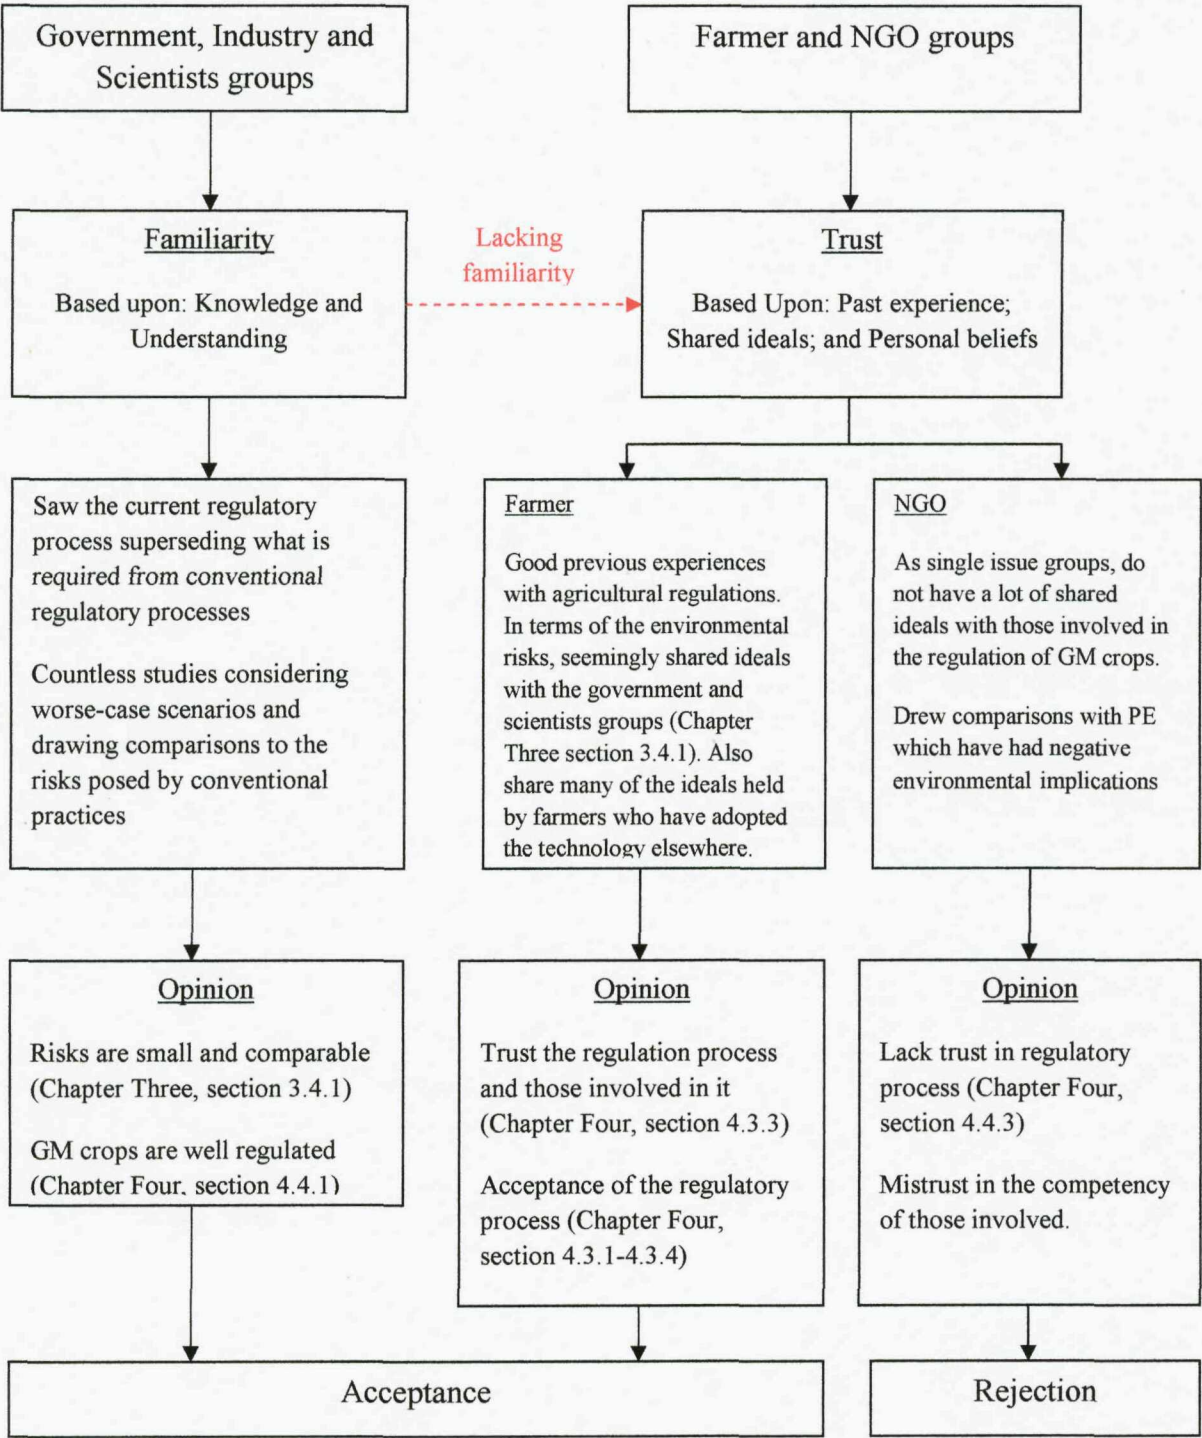 Government, Industry and
Scientists groups
Farmer and NGO groups
Familiarity
Based upon: Knowledge and
Understanding
Lacking
familiarity
Trust
Based Upon: Past experience;
Shared ideals; and Personal beliefs
Saw the current regulatory
process superseding what is
required from conventional
regulatory processes
Countless studies considering
worse-case scenarios and
drawing comparisons to the
risks posed by conventional
practices
Farmer
Good previous experiences
with agricultural regulations.
In terms of the environmental
risks, seemingly shared ideals
with the government and
scientists groups (Chapter
Three section 3.4.1). Also
share many of the ideals held
by farmers who have adopted
the technology elsewhere.
NGO
As single issue groups, do
not have a lot of shared
ideals with those involved in
the regulation of GM crops.
Drew comparisons with PE
which have had negative
environmental implications
Opinion
Risks are small and comparable
(Chapter Three, section 3.4.1)
GM crops are well regulated
(Chapter Four, section 4.4.1)
Opinion
Trust the regulation process
and those involved in it
(Chapter Four, section 4.3.3)
Acceptance of the regulatory
process (Chapter Four,
section 4.3.1-4.3.4)
Opinion
Lack trust in regulatory
process (Chapter Four,
section 4.4.3)
Mistrust in the competency
of those involved.
Acceptance
Rejection